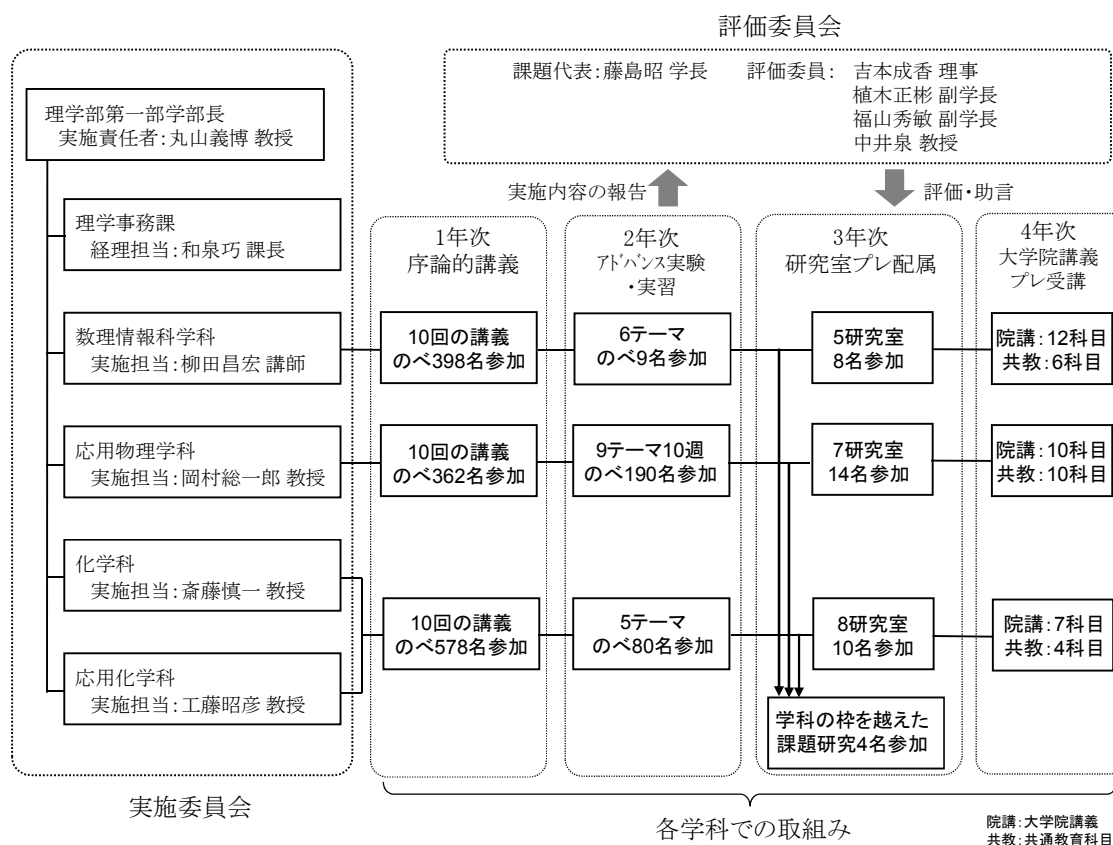 評価委員会
課題代表：藤島昭 学長　評価委員：　吉本成香 理事
植木正彬 副学長
福山秀敏 副学長
中井泉 教授
実施内容の報告
評価・助言
理学部第一部学部長
実施責任者：丸山義博 教授
理学事務課
経理担当：和泉巧 課長
数理情報科学科
実施担当：柳田昌宏 講師
応用物理学科
実施担当：岡村総一郎 教授
化学科
実施担当：斎藤慎一 教授
応用化学科
実施担当：工藤昭彦 教授
実施委員会
1年次
序論的講義
10回の講義
のべ398名参加
10回の講義
のべ362名参加
10回の講義
のべ578名参加
2年次
ｱﾄﾞﾊﾞﾝｽ実験
・実習
6テーマ
のべ9名参加
9テーマ10週
のべ190名参加
5テーマ
のべ80名参加
3年次
研究室プレ配属
5研究室
8名参加
7研究室
14名参加
8研究室
10名参加
学科の枠を越えた
課題研究4名参加
4年次
大学院講義
プレ受講
院講：12科目
共教：6科目
院講：10科目
共教：10科目
院講：7科目
共教：4科目
各学科での取組み
院講：大学院講義
共教：共通教育科目